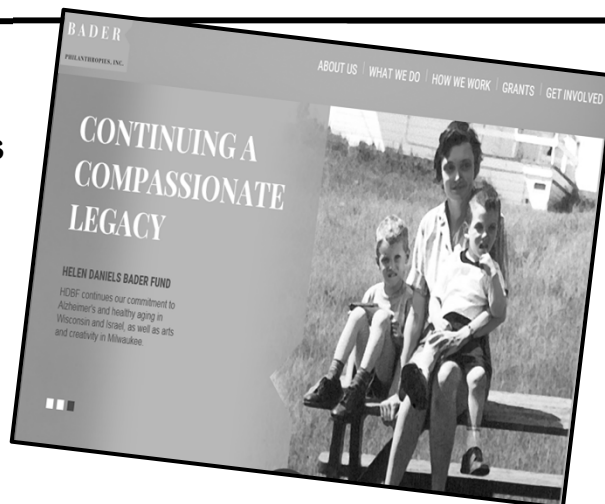 BADER
PHILANTHROPIES, INC.
ABOUT US | WHAT WE DO | HOW WE WORK | GRANTS | GET INVOLVED
s
CONTINUING A
COMPASSIONATE
LEGACY
HELEN DANIELS BADER FUND
HDBF continues our commitment to
Alzheimer's and healthy aging in
Wisconsin and Israel, as well as arts
and creativity in Milwaukee.